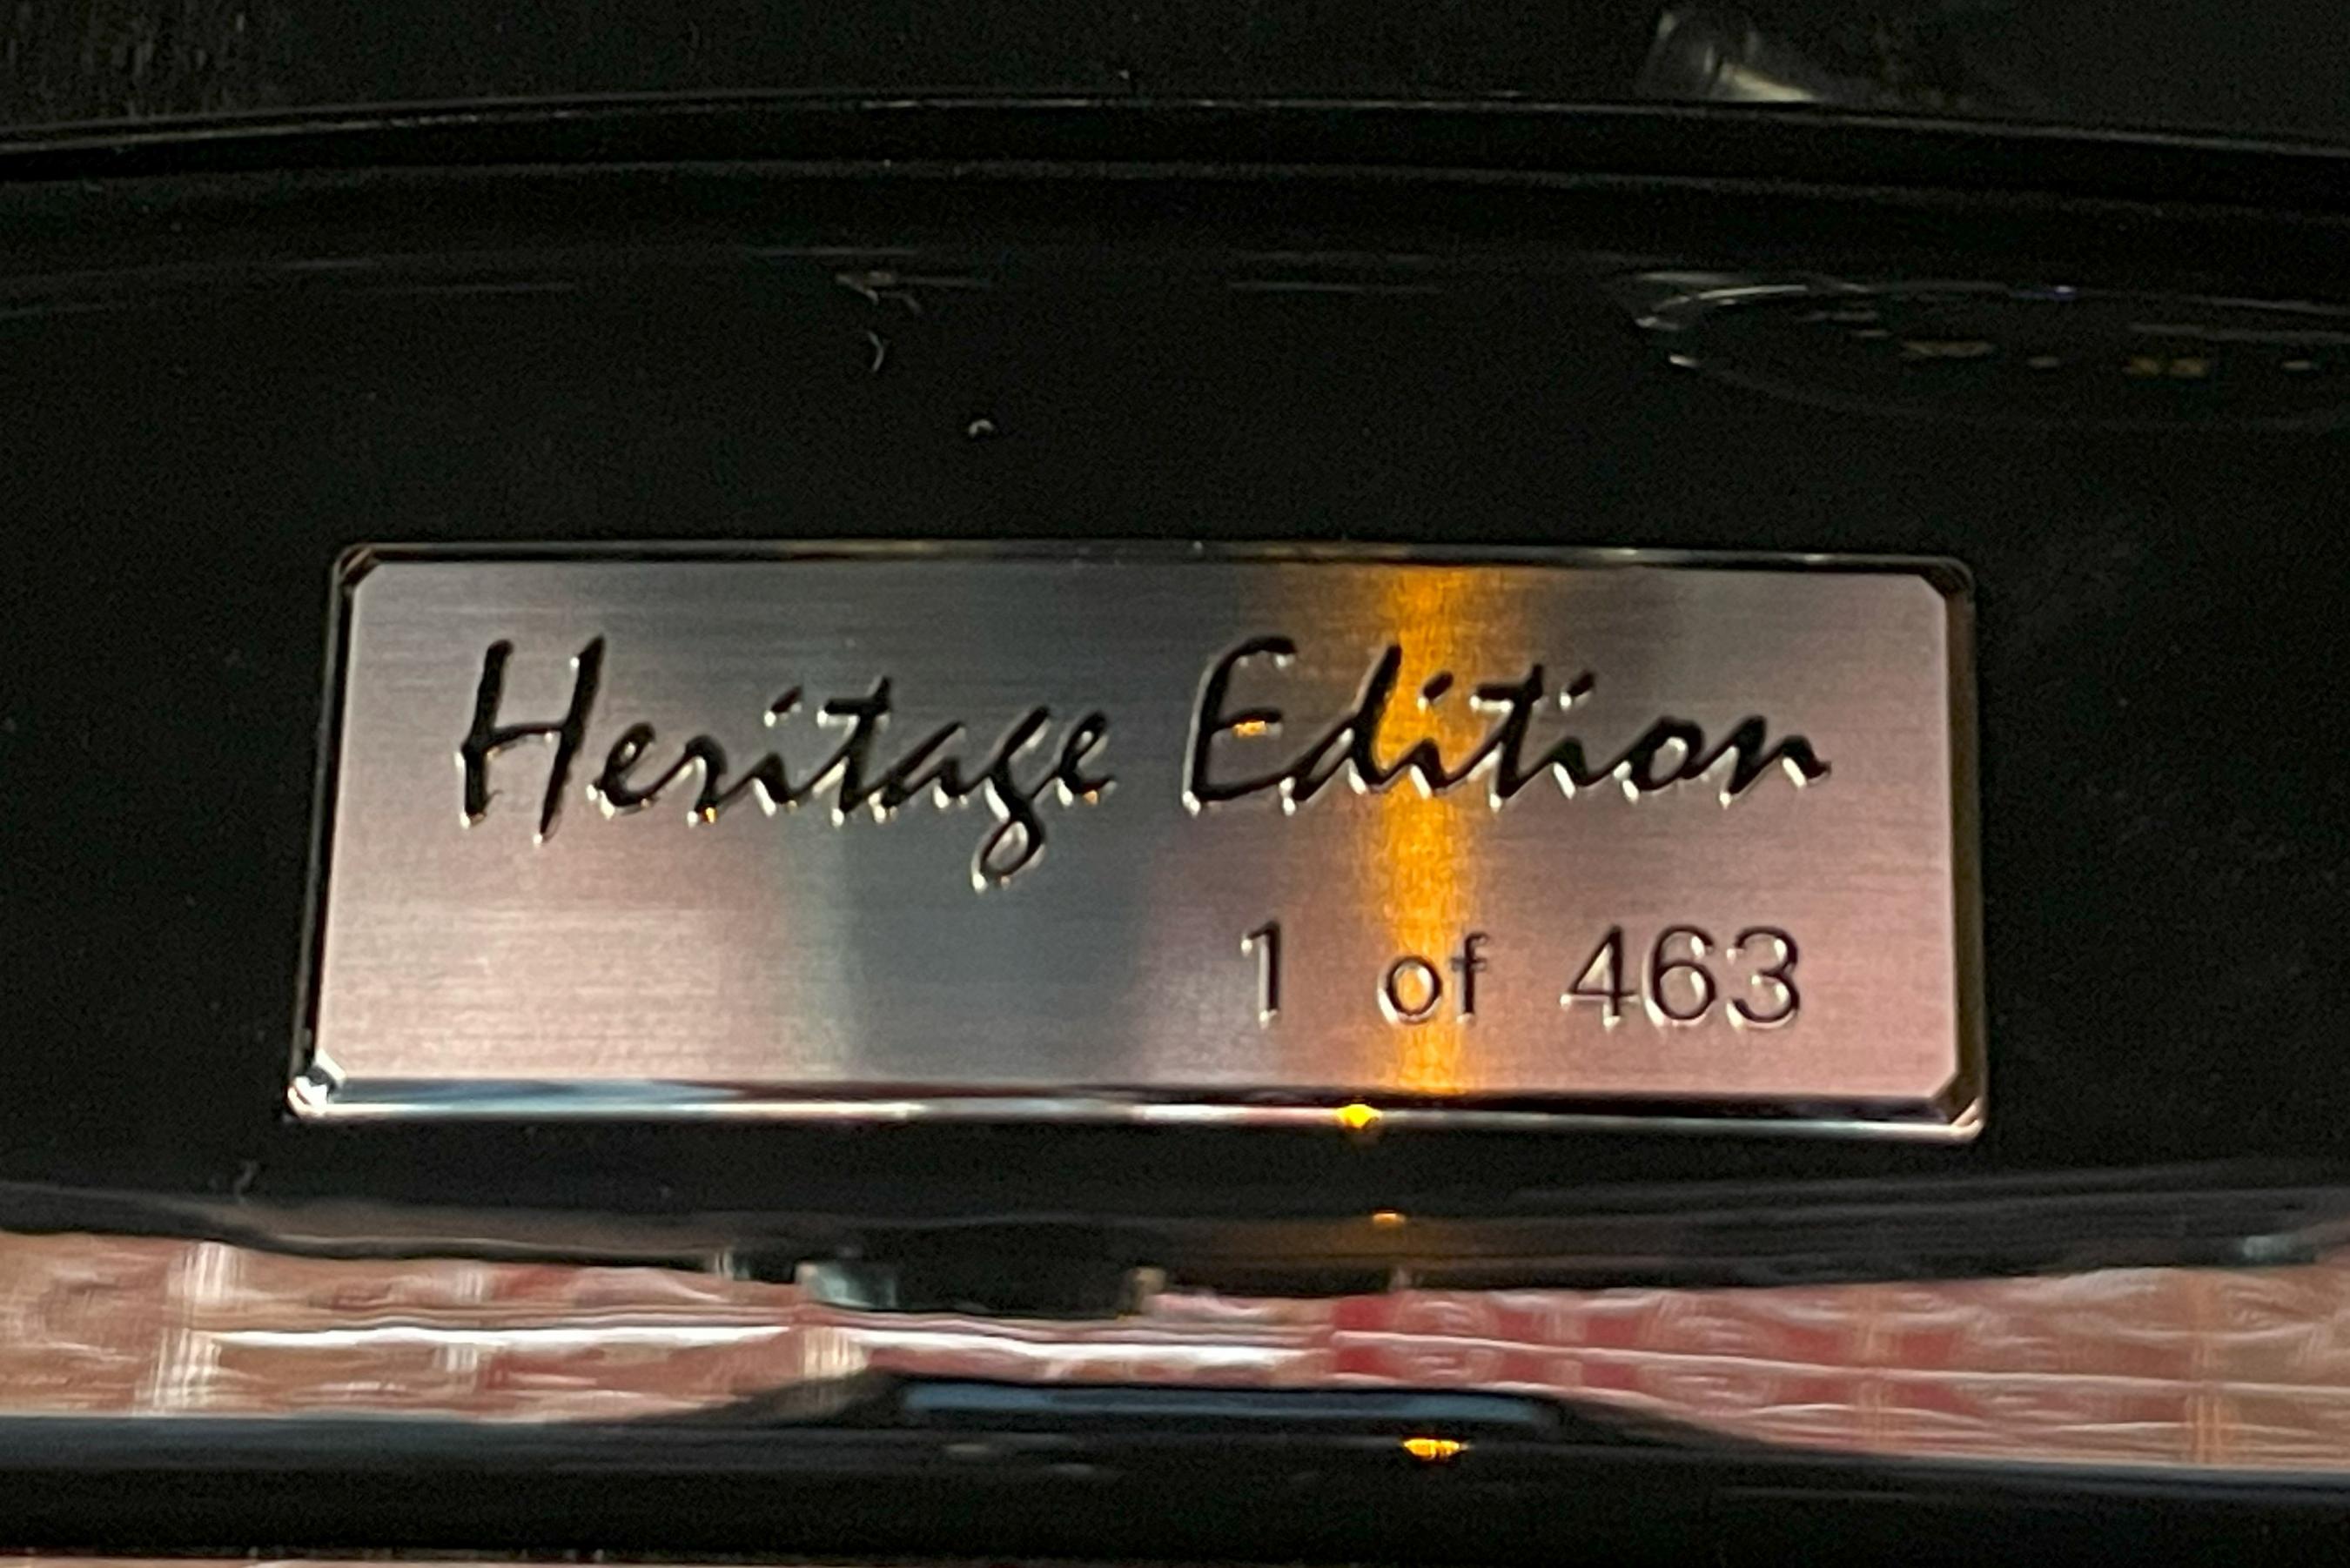 Heritage Edition
1 of 463